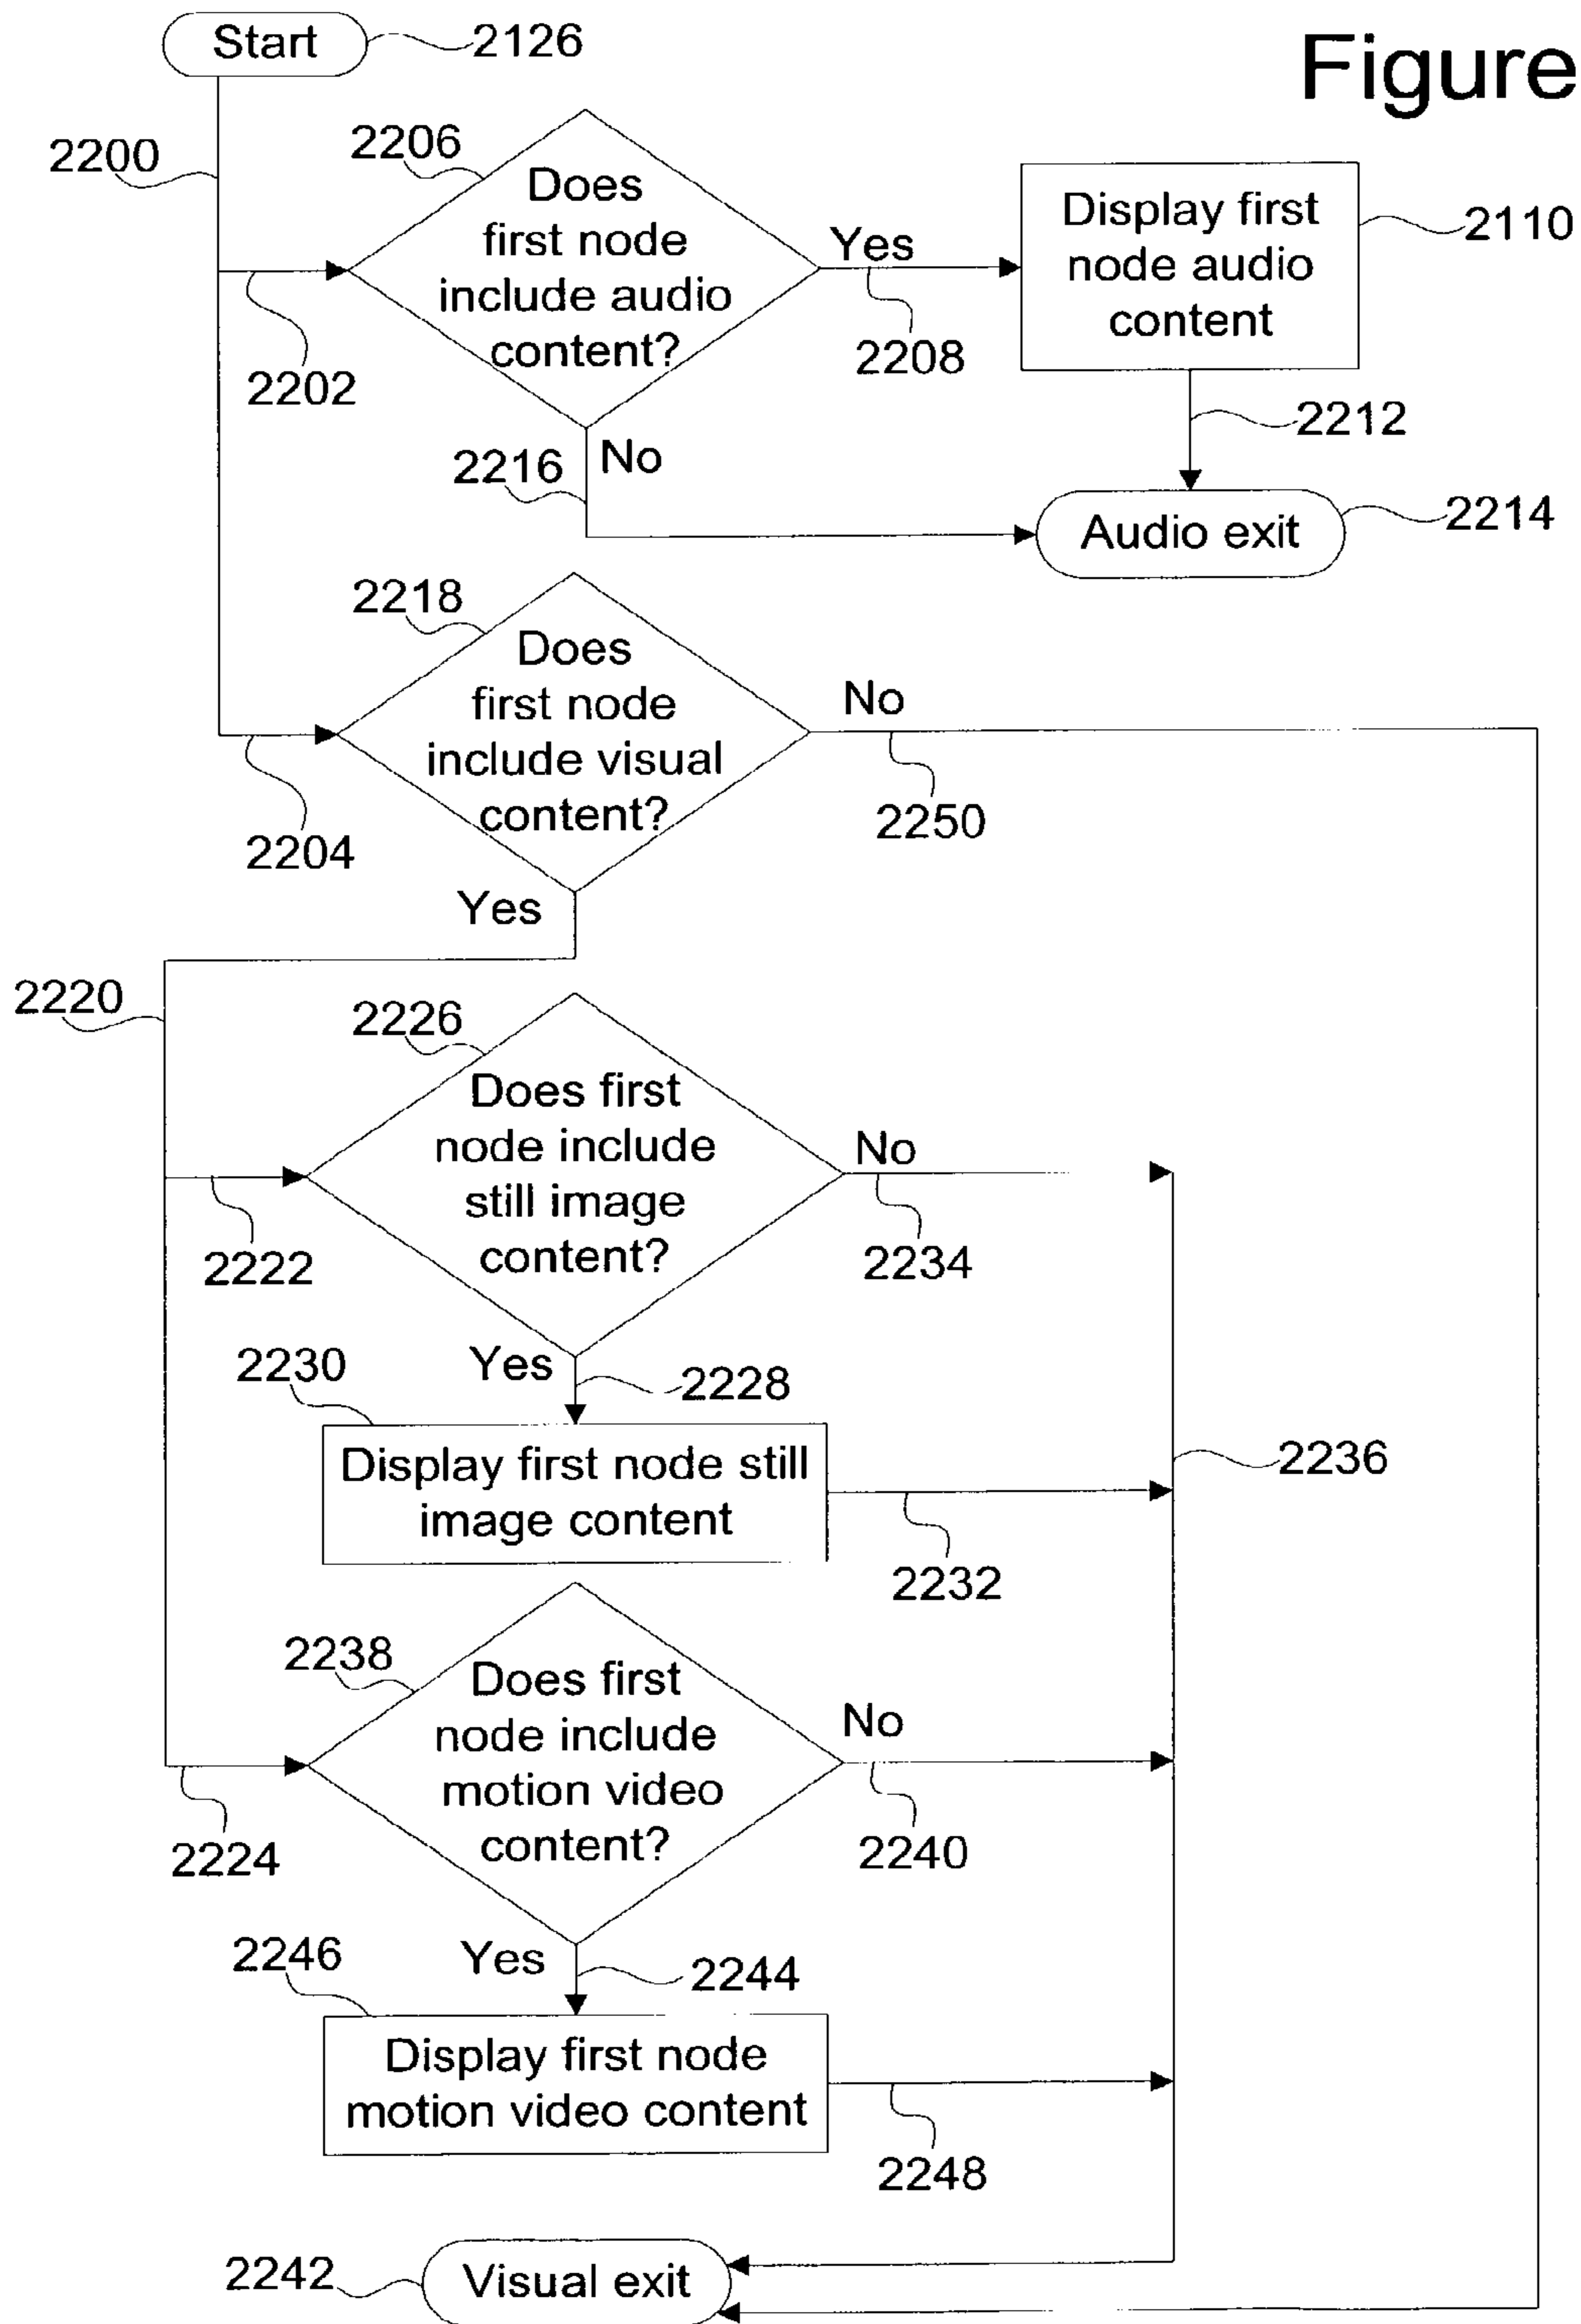 Start
2126
Figure
2200
2206
Does
first node
include audio
content?
Yes
Display first
node audio
content
2110
2202
2208
2212
2216
No
Audio exit
2214
2218
Does
first node
include visual
content?
No
2204
2250
Yes
2220
2226
Does first
node include
still image
content?
No
2222
2234
2230
Yes
2228
Display first node still
image content
2236
2232
2238
Does first
node include
motion video
content?
No
2224
2240
2246
Yes
2244
Display first node
motion video content
2248
2242
Visual exit